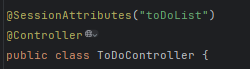 @SessionAttributes("toDoList")
@Controller
public class ToDoController {